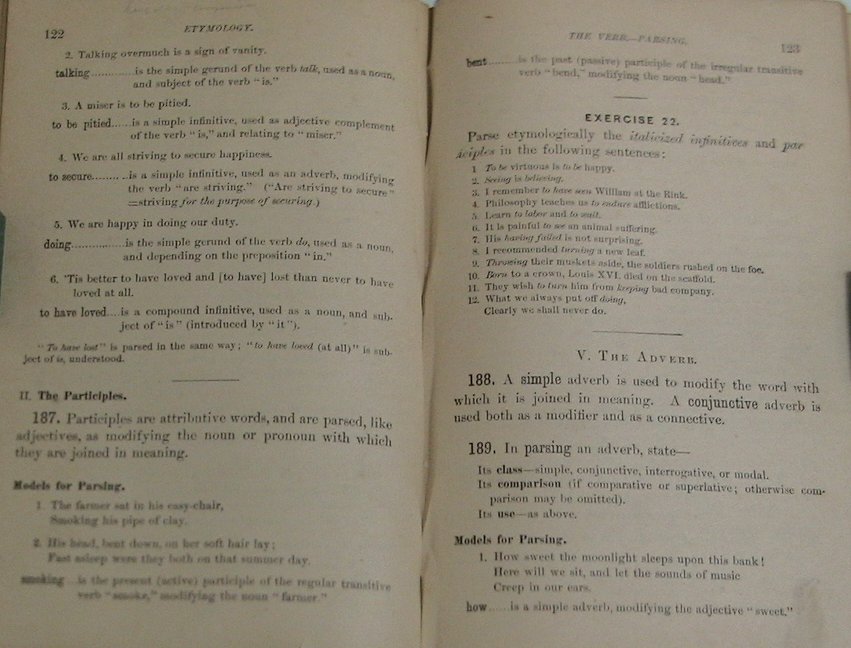 122 ETYMOLOGY.
2. Talking overmuch is a sign of vanity.
talking.............is the simple gerund of the verb talk, used as a noun,
and subject of the verb "is."
3. A miser is to be pitied.
to be pitied.....is a simple infinitive, used as adjective complement
of the verb "is," and relating to "miser."
4. We are all striving to secure happiness.
to secure.........is a simple infinitive, used as an adverb, modifying
the verb "are striving." ("Are striving to secure"
=striving for the purpose of securing.)
5. We are happy in doing our duty.
doing................is the simple gerund of the verb do, used as a noun,
and depending on the preposition "in."
6. 'Tis better to have loved and [to have] lost than never to have
loved at all.
to have loved....is a compound infinitive, used as a noun, and sub-
ject of "is" (introduced by "it").
"To have lost" is parsed in the same way; "to have loved (at all)" is sub-
ject of is, understood.
II. The Participles.
187. Participles are attributive words, and are parsed, like
adjectives, as modifying the noun or pronoun with which
they are joined in meaning.
Models for Parsing.
1. The farmer sat in his easy-chair,
Smoking his pipe of clay.
2. His head, bent down, on her soft hair lay;
Fast asleep were they both on that summer day.
smoking...is the present (active) participle of the regular transitive
verb "smoke," modifying the noun "farmer."
THE VERB.—PARSING. 123
bent........is the past (passive) participle of the irregular transitive
verb "bend," modifying the noun "head."
EXERCISE 22.
Parse etymologically the italicized infinitives and par
ticiples in the following sentences:
1. To be virtuous is to be happy.
2. Seeing is believing.
3. I remember to have seen William at the Rink.
4. Philosophy teaches us to endure afflictions.
5. Learn to labor and to wait.
6. It is painful to see an animal suffering.
7. His having failed is not surprising.
8. I recommended turning a new leaf.
9. Throwing their muskets aside, the soldiers rushed on the foe.
10. Born to a crown, Louis XVI. died on the scaffold.
11. They wish to turn him from keeping bad company.
12. What we always put off doing,
Clearly we shall never do.
V. THE ADVERB.
188. A simple adverb is used to modify the word with
which it is joined in meaning. A conjunctive adverb is
used both as a modifier and as a connective.
189. In parsing an adverb, state—
Its class—simple, conjunctive, interrogative, or modal.
Its comparison (if comparative or superlative; otherwise com-
parison may be omitted).
Its use—as above.
Models for Parsing.
1. How sweet the moonlight sleeps upon this bank!
Here will we sit, and let the sounds of music
Creep in our ears.
how......is a simple adverb, modifying the adjective "sweet."